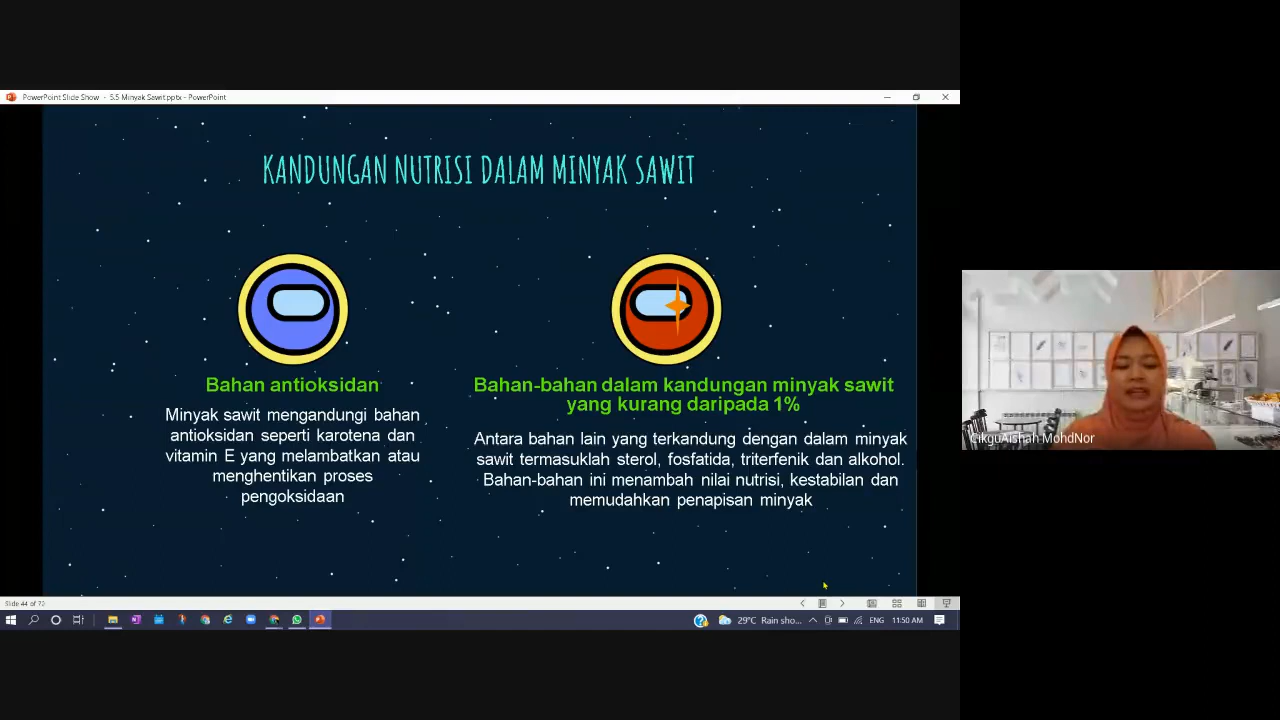 PowerPoint Slide Show - 5.5 Minyak Sawit.pptx - PowerPoint
KANDUNGAN NUTRISI DALAM MINYAK SAWIT
Bahan antioksidan
Minyak sawit mengandungi bahan
antioksidan seperti karotena dan
vitamin E yang melambatkan atau
menghentikan proses
pengoksidaan
Bahan-bahan dalam kandungan minyak sawit
yang kurang daripada 1%
Antara bahan lain yang terkandung dengan dalam minyak
sawit termasuklah sterol, fosfatida, triterfenik dan alkohol.
Bahan-bahan ini menambah nilai nutrisi, kestabilan dan
memudahkan penapisan minyak
CikguAishah MohdNor
Slide 44 of 70
29°C Rain sho...
ENG
11:50 AM